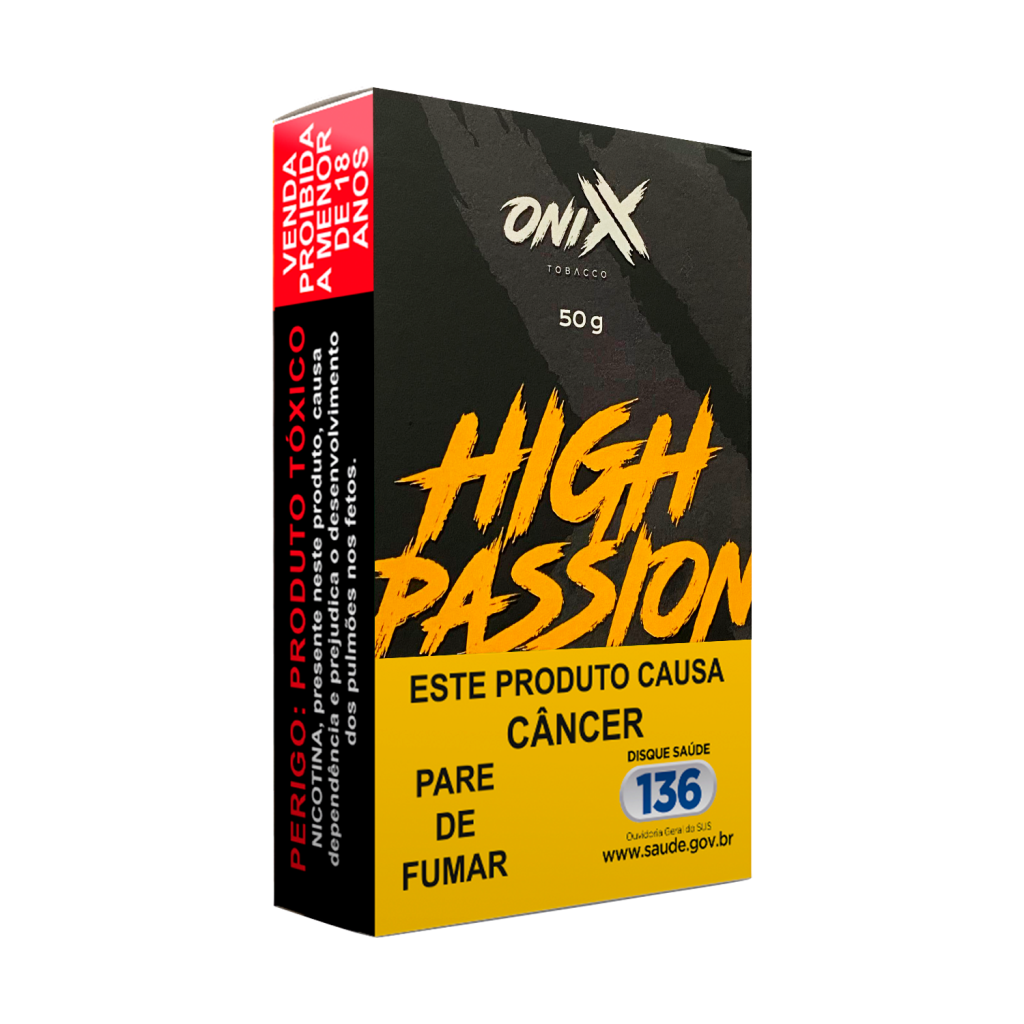 VENDA
PROIBIDA
A MENOR
DE 18
ANOS
PERIGO: PRODUTO TÓXICO
NICOTINA, presente neste produto, causa
dependência e prejudica o desenvolvimento
dos pulmões nos fetos.
ONIXX
TOBACCO
50 g
HIGH
PASSION
ESTE PRODUTO CAUSA
CÂNCER
PARE
DE
FUMAR
DISQUE SAÚDE
136
Ouvidoria Geral do SUS
www.saude.gov.br